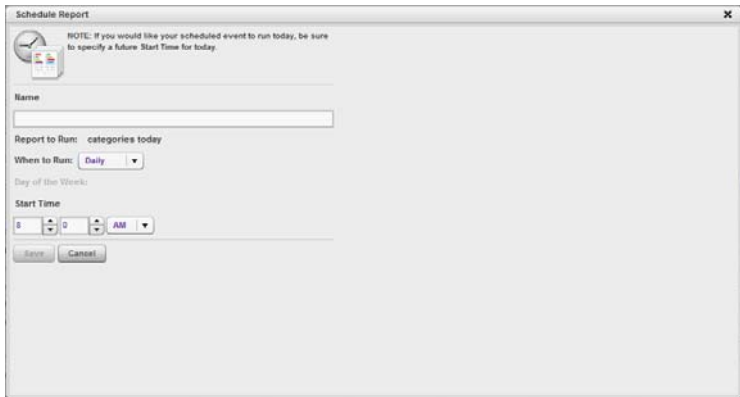 Schedule Report
NOTE: If you would like your scheduled event to run today, be sure
to specify a future Start Time for today.
Name
Report to Run: categories today
When to Run: Daily
Day of the Week:
Start Time
8 0 AM
Save Cancel